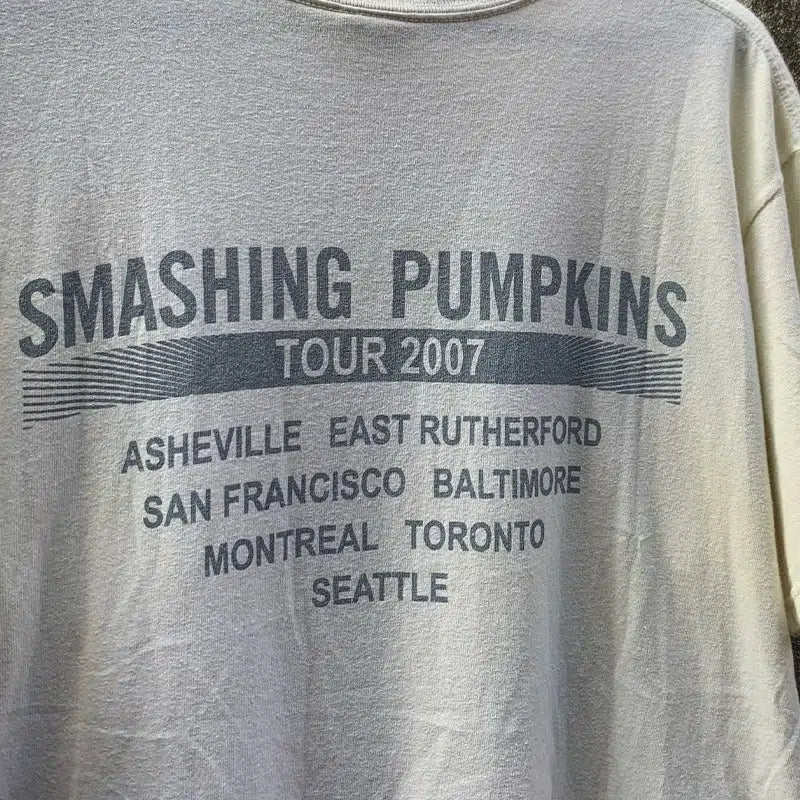 SMASHING PUMPKINS
TOUR 2007
ASHEVILLE EAST RUTHERFORD
SAN FRANCISCO BALTIMORE
MONTREAL TORONTO
SEATTLE